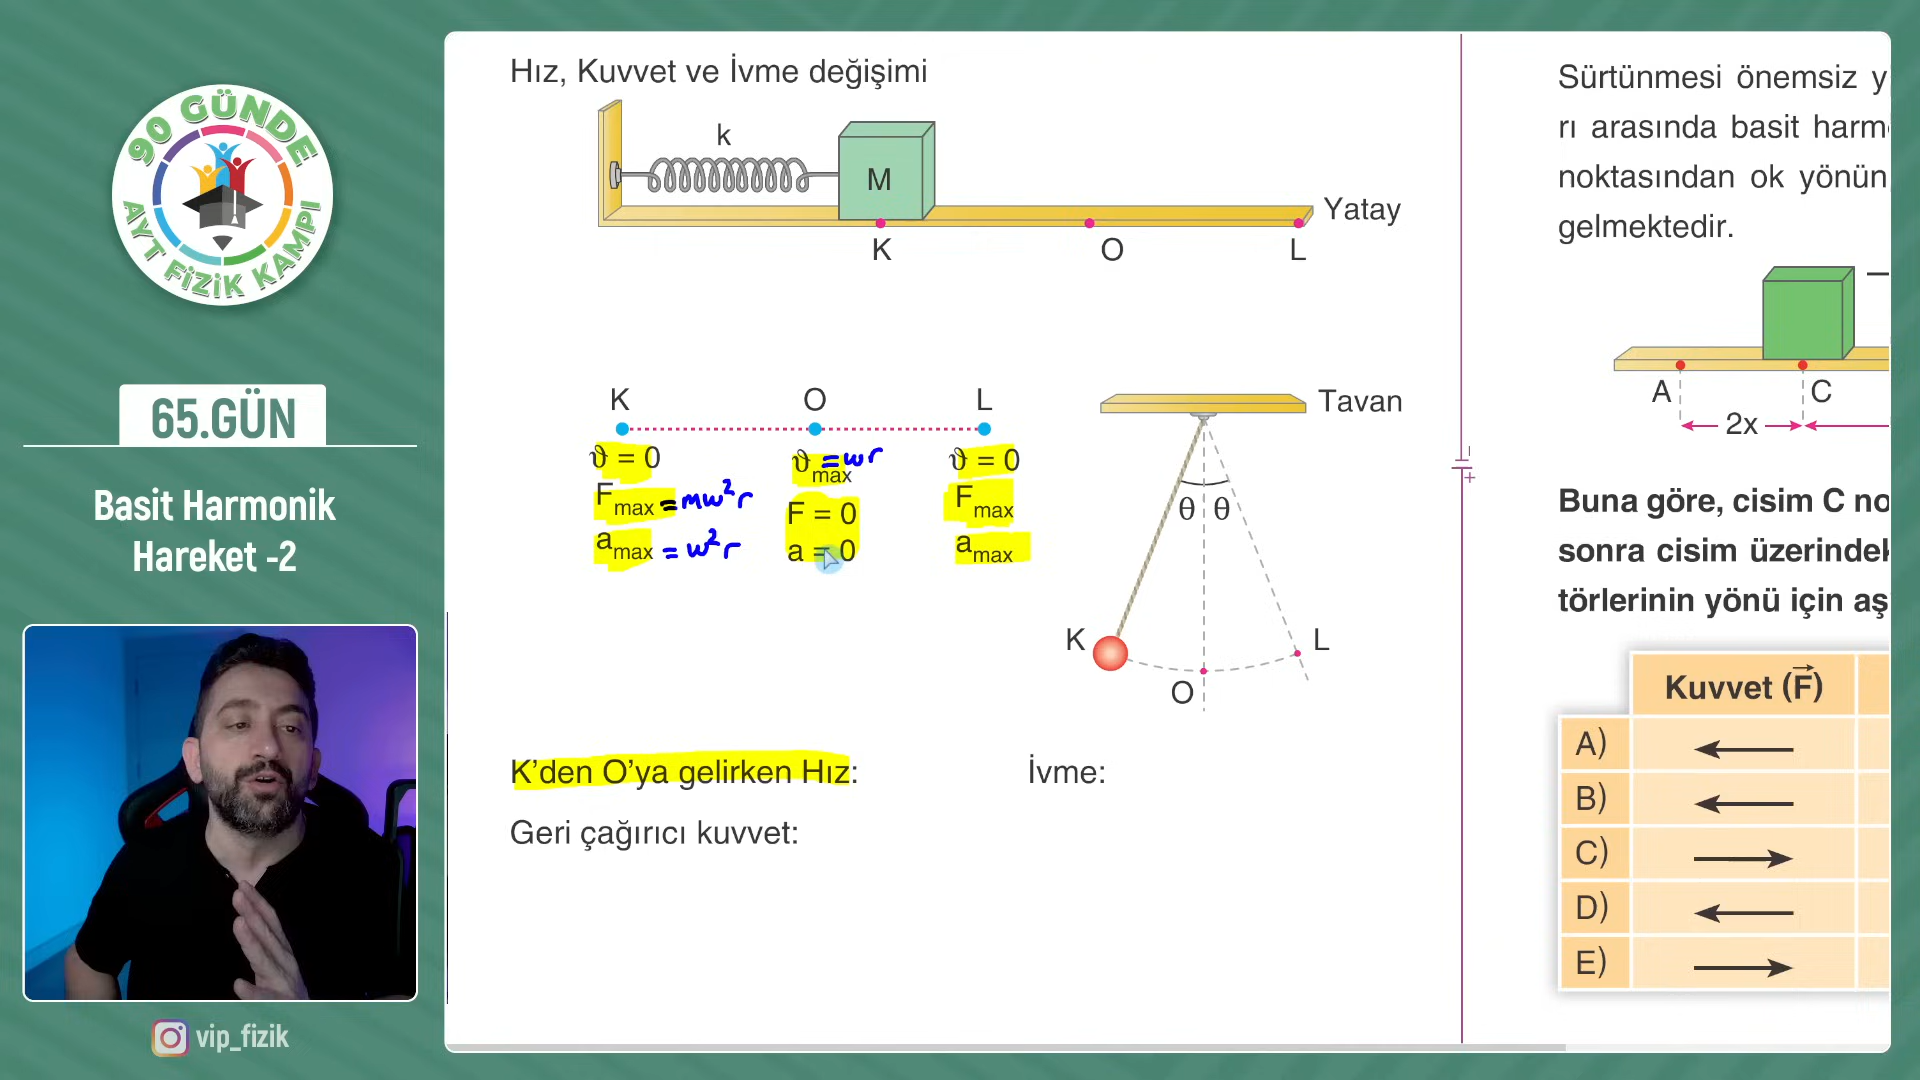 90 GÜNDE
AYT FİZİK KAMPI
65.GÜN
Basit Harmonik
Hareket -2
vip_fizik
Hız, Kuvvet ve İvme değişimi
k
M
Yatay
K O L
K O L
ϑ = 0 ϑmax =wr ϑ = 0
Fmax = mw²r F = 0 Fmax
amax = w²r a = 0 amax
Tavan
θ θ
K L
O
K'den O'ya gelirken Hız: İvme:
Geri çağırıcı kuvvet:
Sürtünmesi önemsiz y
rı arasında basit harm
noktasından ok yönün
gelmektedir.
A C
2x
Buna göre, cisim C no
sonra cisim üzerindek
törlerinin yönü için aş
Kuvvet (F⃗)
A) ←
B) ←
C) →
D) ←
E) →